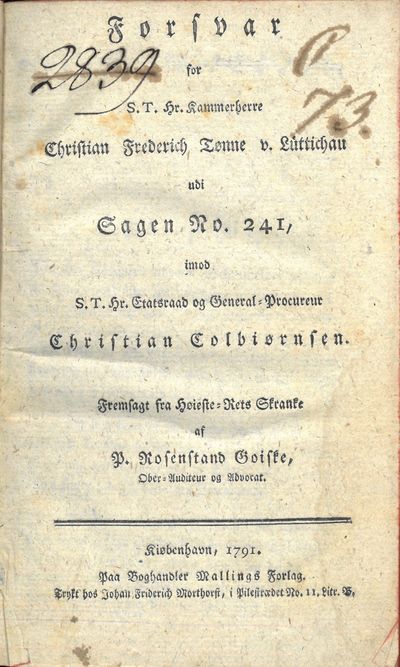 Forsvar
for
2839
P
73.
S. T. Hr. Kammerherre
Christian Frederich Tønne v. Lüttichau
udi
Sagen No. 241,
imod
S. T. Hr. Etatsraad og General-Procureur
Christian Colbiørnsen.
Fremsagt fra Høieste-Rets Skranke
af
P. Rosenstand Goiske,
Ober-Auditeur og Advocat.
Kiøbenhavn, 1791.
Paa Boghandler Mallings Forlag.
Trykt hos Johan Friderich Morthorst, i Pilestrædet No. 11. Litr.